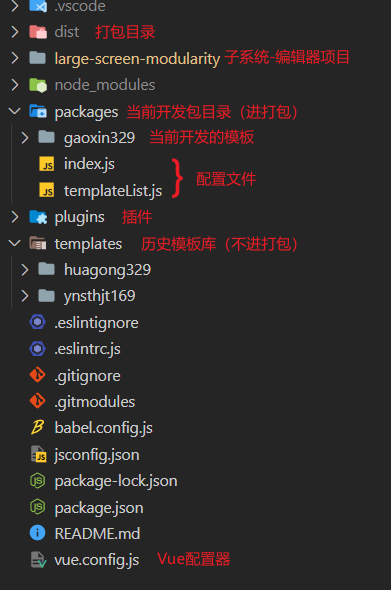 .vscode
dist 打包目录
large-screen-modularity 子系统-编辑器项目
node_modules
packages 当前开发包目录（进打包）
gaoxin329 当前开发的模板
JS index.js
JS templateList.js
配置文件
plugins 插件
templates 历史模板库（不进打包）
huagong329
ynsthjt169
.eslintignore
.eslintrc.js
.gitignore
.gitmodules
babel.config.js
jsconfig.json
package-lock.json
package.json
README.md
vue.config.js Vue配置器